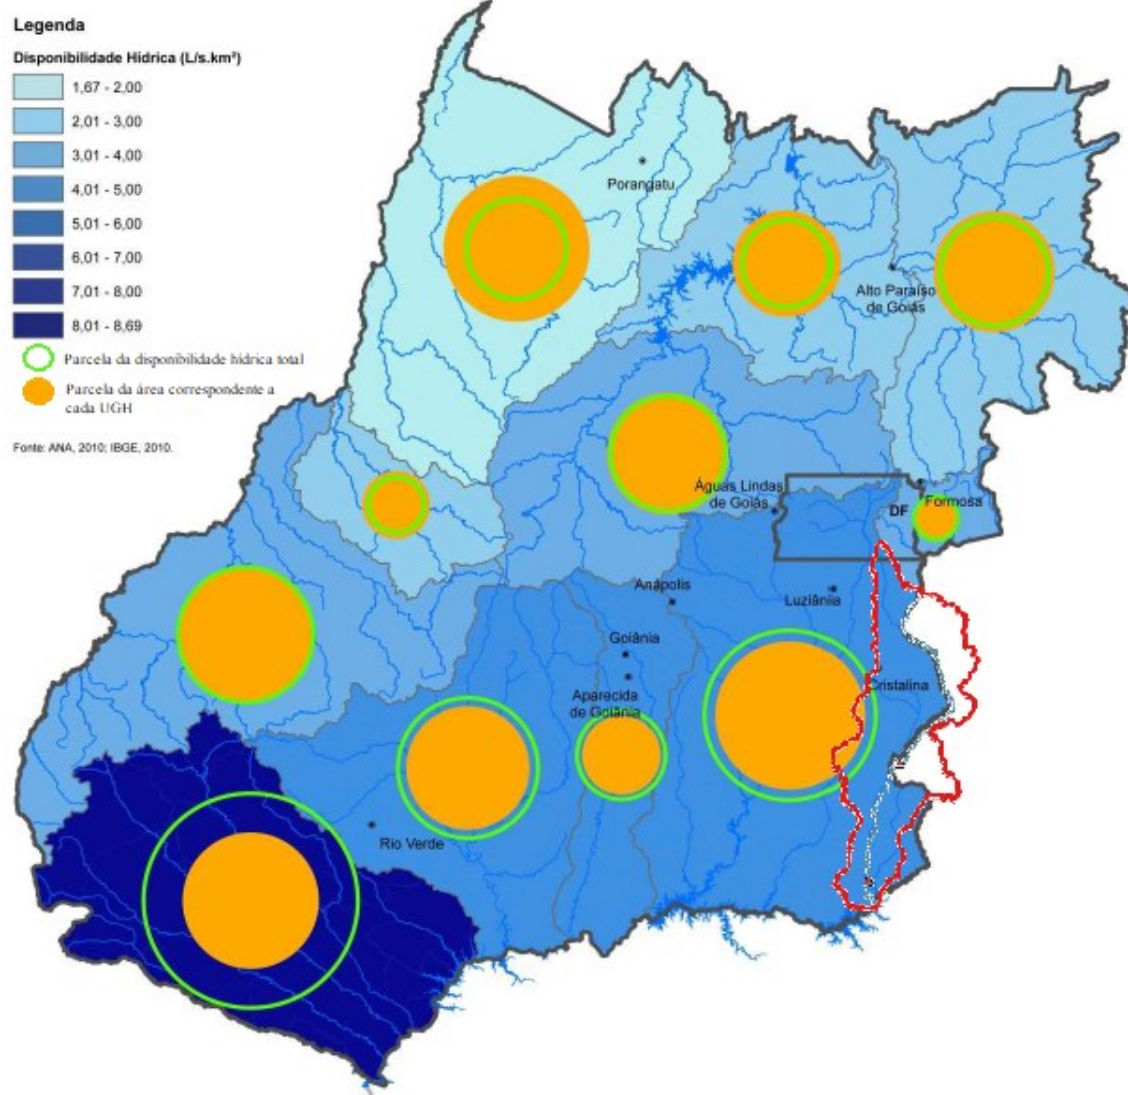 Legenda
Disponibilidade Hídrica (L/s.km²)
1,67 - 2,00
2,01 - 3,00
3,01 - 4,00
4,01 - 5,00
5,01 - 6,00
6,01 - 7,00
7,01 - 8,00
8,01 - 8,69
Parcela da disponibilidade hídrica total
Parcela da área correspondente a
cada UGH
Fonte: ANA, 2010; IBGE, 2010.
Porangatu
Alto Paraíso
de Goiás
Águas Lindas
de Goiás
DF
Formosa
Anápolis
Luziânia
Goiânia
Cristalina
Aparecida
de Goiânia
Rio Verde